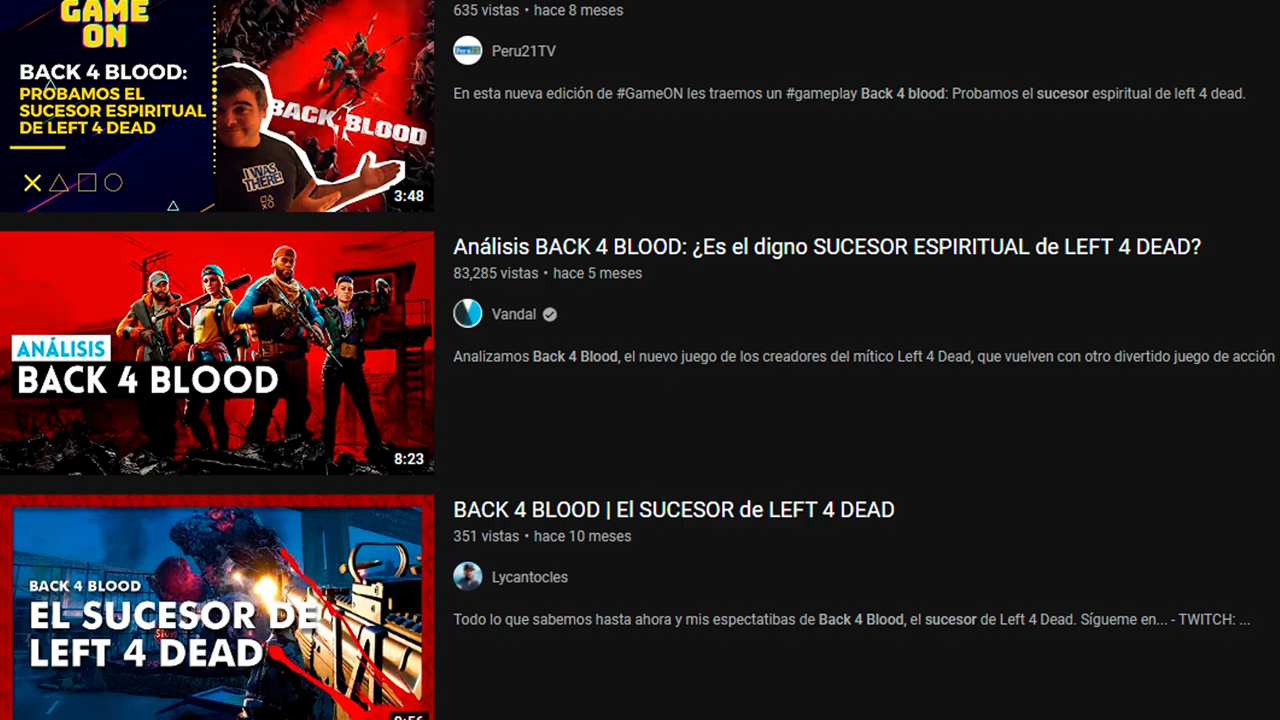 GAME
ON
BACK 4 BLOOD:
PROBAMOS EL
SUCESOR ESPIRITUAL
DE LEFT 4 DEAD
BACK 4 BLOOD
I WAS
THERE!
3:48
635 vistas • hace 8 meses
Peru21TV
En esta nueva edición de #GameON les traemos un #gameplay Back 4 blood: Probamos el sucesor espiritual de left 4 dead.
ANÁLISIS
BACK 4 BLOOD
8:23
Análisis BACK 4 BLOOD: ¿Es el digno SUCESOR ESPIRITUAL de LEFT 4 DEAD?
83,285 vistas • hace 5 meses
Vandal
Analizamos Back 4 Blood, el nuevo juego de los creadores del mítico Left 4 Dead, que vuelven con otro divertido juego de acción
BACK 4 BLOOD
EL SUCESOR DE
LEFT 4 DEAD
BACK 4 BLOOD | El SUCESOR de LEFT 4 DEAD
351 vistas • hace 10 meses
Lycantocles
Todo lo que sabemos hasta ahora y mis espectatibas de Back 4 Blood, el sucesor de Left 4 Dead. Sígueme en... - TWITCH: ...